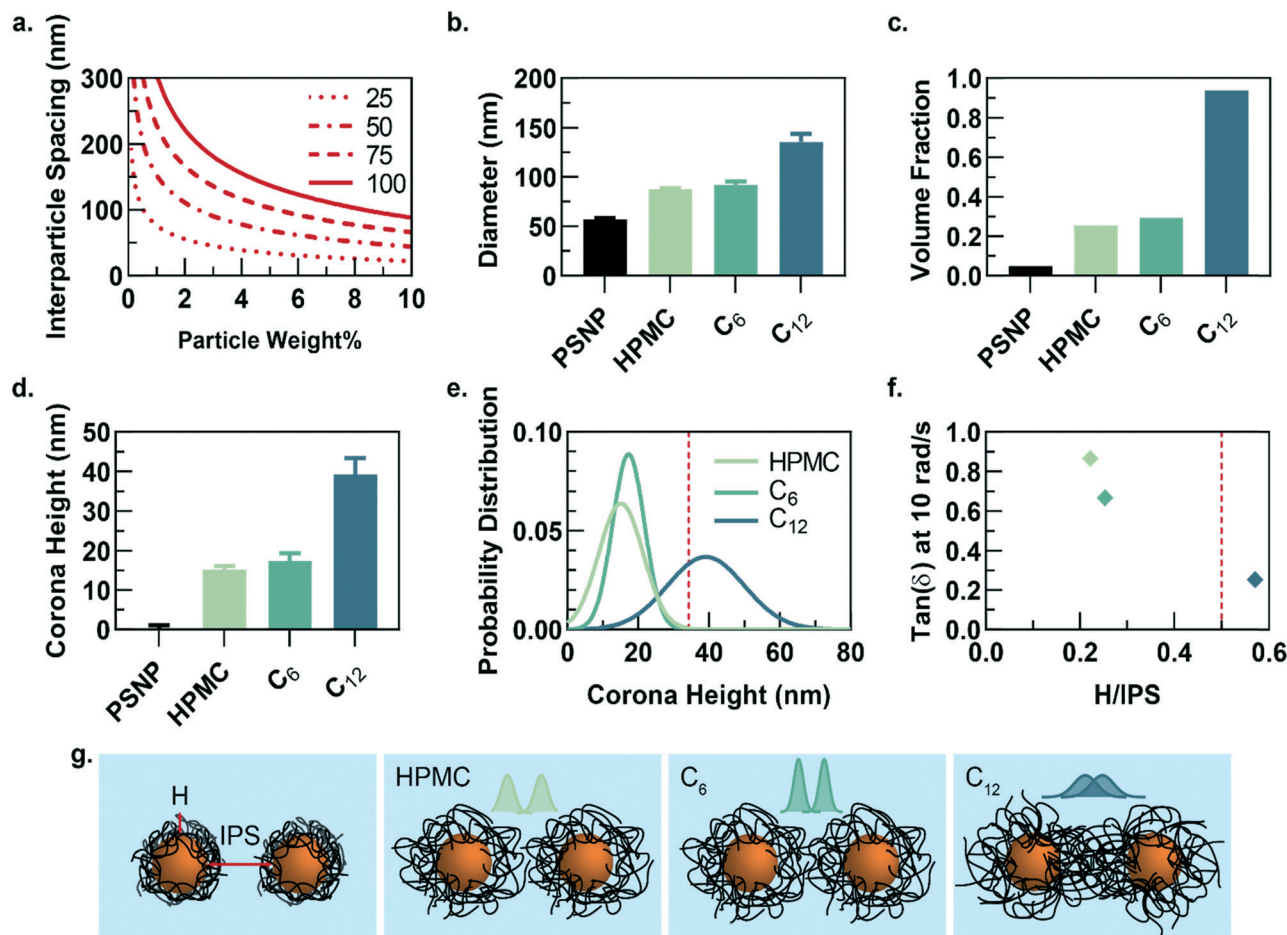 a.
Interparticle Spacing (nm)
300
200
100
0
0 2 4 6 8 10
Particle Weight%
25
50
75
100
b.
Diameter (nm)
200
150
100
50
0
PSNP
HPMC
C₆
C₁₂
c.
Volume Fraction
1.0
0.8
0.6
0.4
0.2
0.0
PSNP
HPMC
C₆
C₁₂
d.
Corona Height (nm)
50
40
30
20
10
0
PSNP
HPMC
C₆
C₁₂
e.
Probability Distribution
0.10
0.05
0.00
0 20 40 60 80
Corona Height (nm)
HPMC
C₆
C₁₂
f.
Tan(δ) at 10 rad/s
1.0
0.8
0.6
0.4
0.2
0.0
0.0 0.2 0.4 0.6
H/IPS
g.
H
IPS
HPMC
C₆
C₁₂